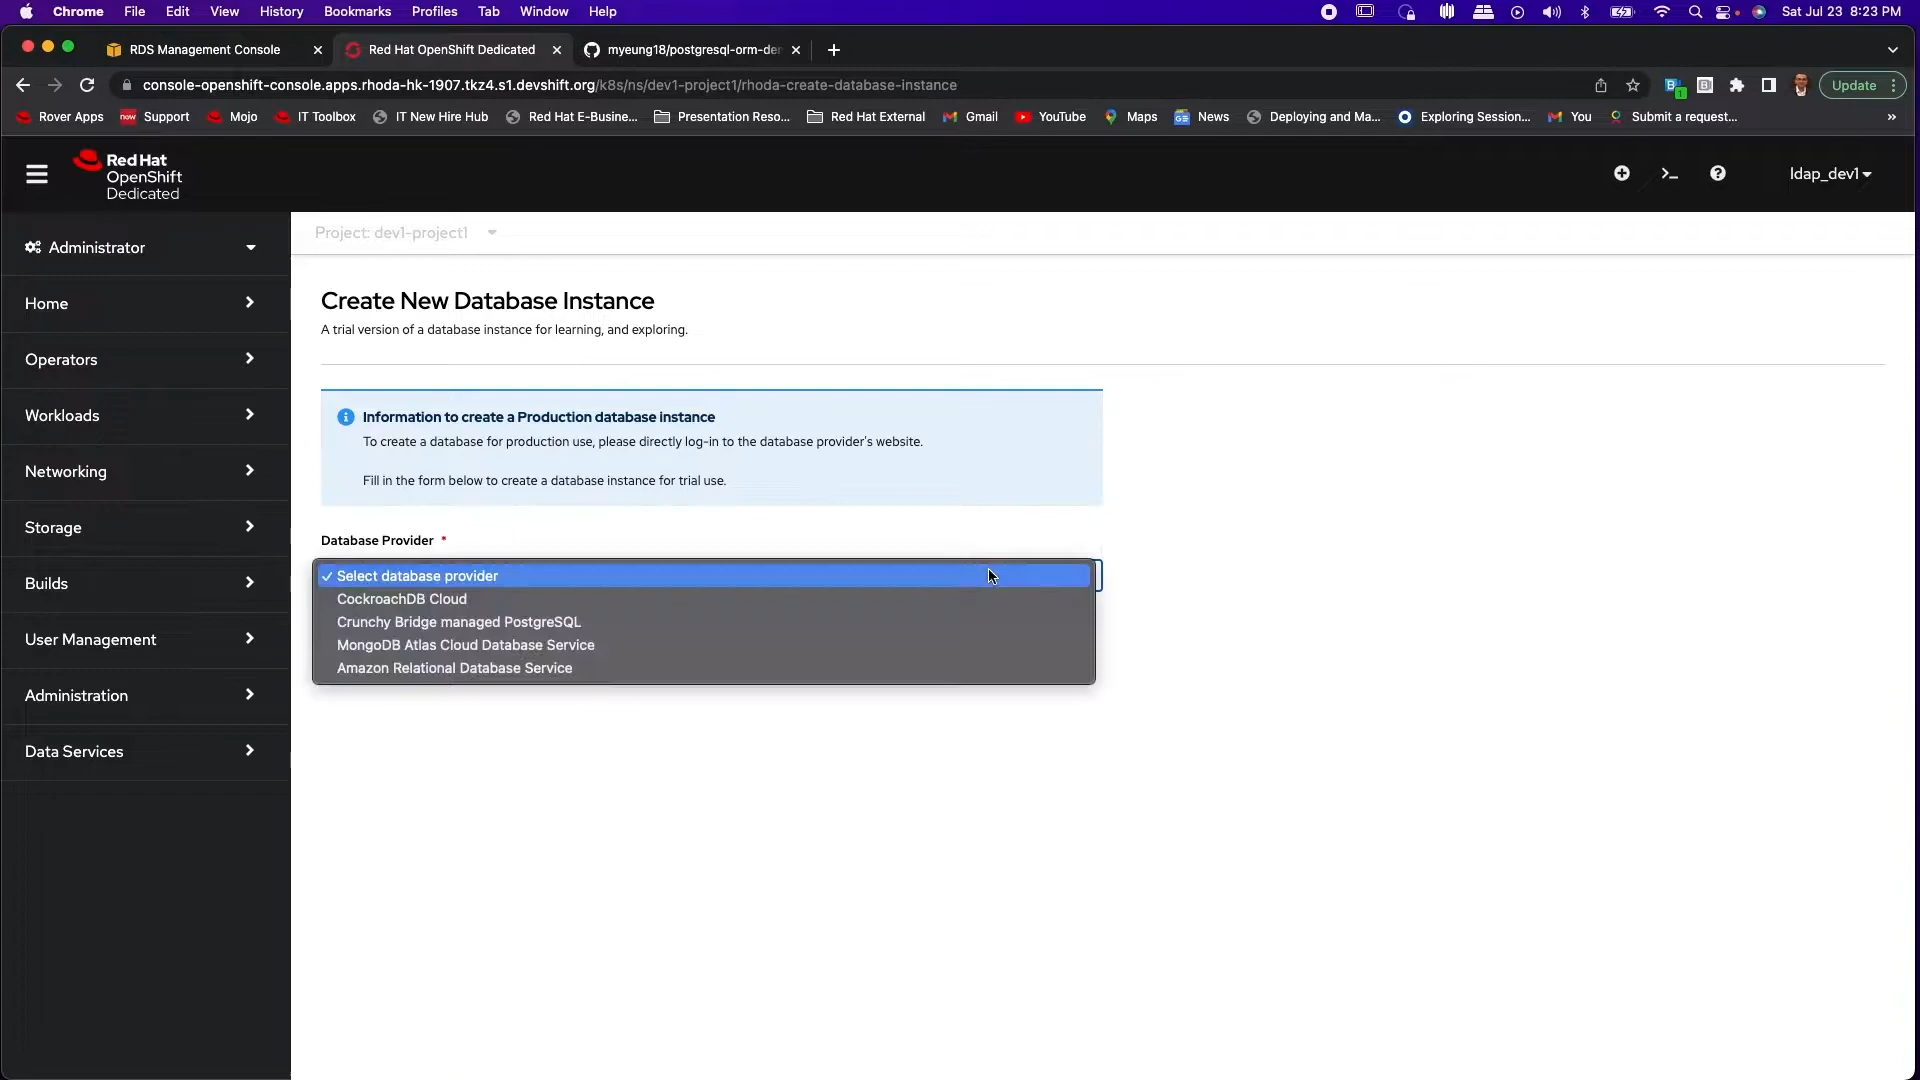 Chrome File Edit View History Bookmarks Profiles Tab Window Help Sat Jul 23 8:23 PM
RDS Management Console Red Hat OpenShift Dedicated myeung18/postgresql-orm-de
console-openshift-console.apps.rhoda-hk-1907.tkz4.s1.devshift.org/k8s/ns/dev1-project1/rhoda-create-database-instance Update
Rover Apps Support Mojo IT Toolbox IT New Hire Hub Red Hat E-Busine... Presentation Reso... Red Hat External Gmail YouTube Maps News Deploying and Ma... Exploring Session... You Submit a request... »
Red Hat
OpenShift
Dedicated
ldap_dev1
Administrator
Home
Operators
Workloads
Networking
Storage
Builds
User Management
Administration
Data Services
Project: dev1-project1
Create New Database Instance
A trial version of a database instance for learning, and exploring.
Information to create a Production database instance
To create a database for production use, please directly log-in to the database provider's website.
Fill in the form below to create a database instance for trial use.
Database Provider *
✓ Select database provider
CockroachDB Cloud
Crunchy Bridge managed PostgreSQL
MongoDB Atlas Cloud Database Service
Amazon Relational Database Service